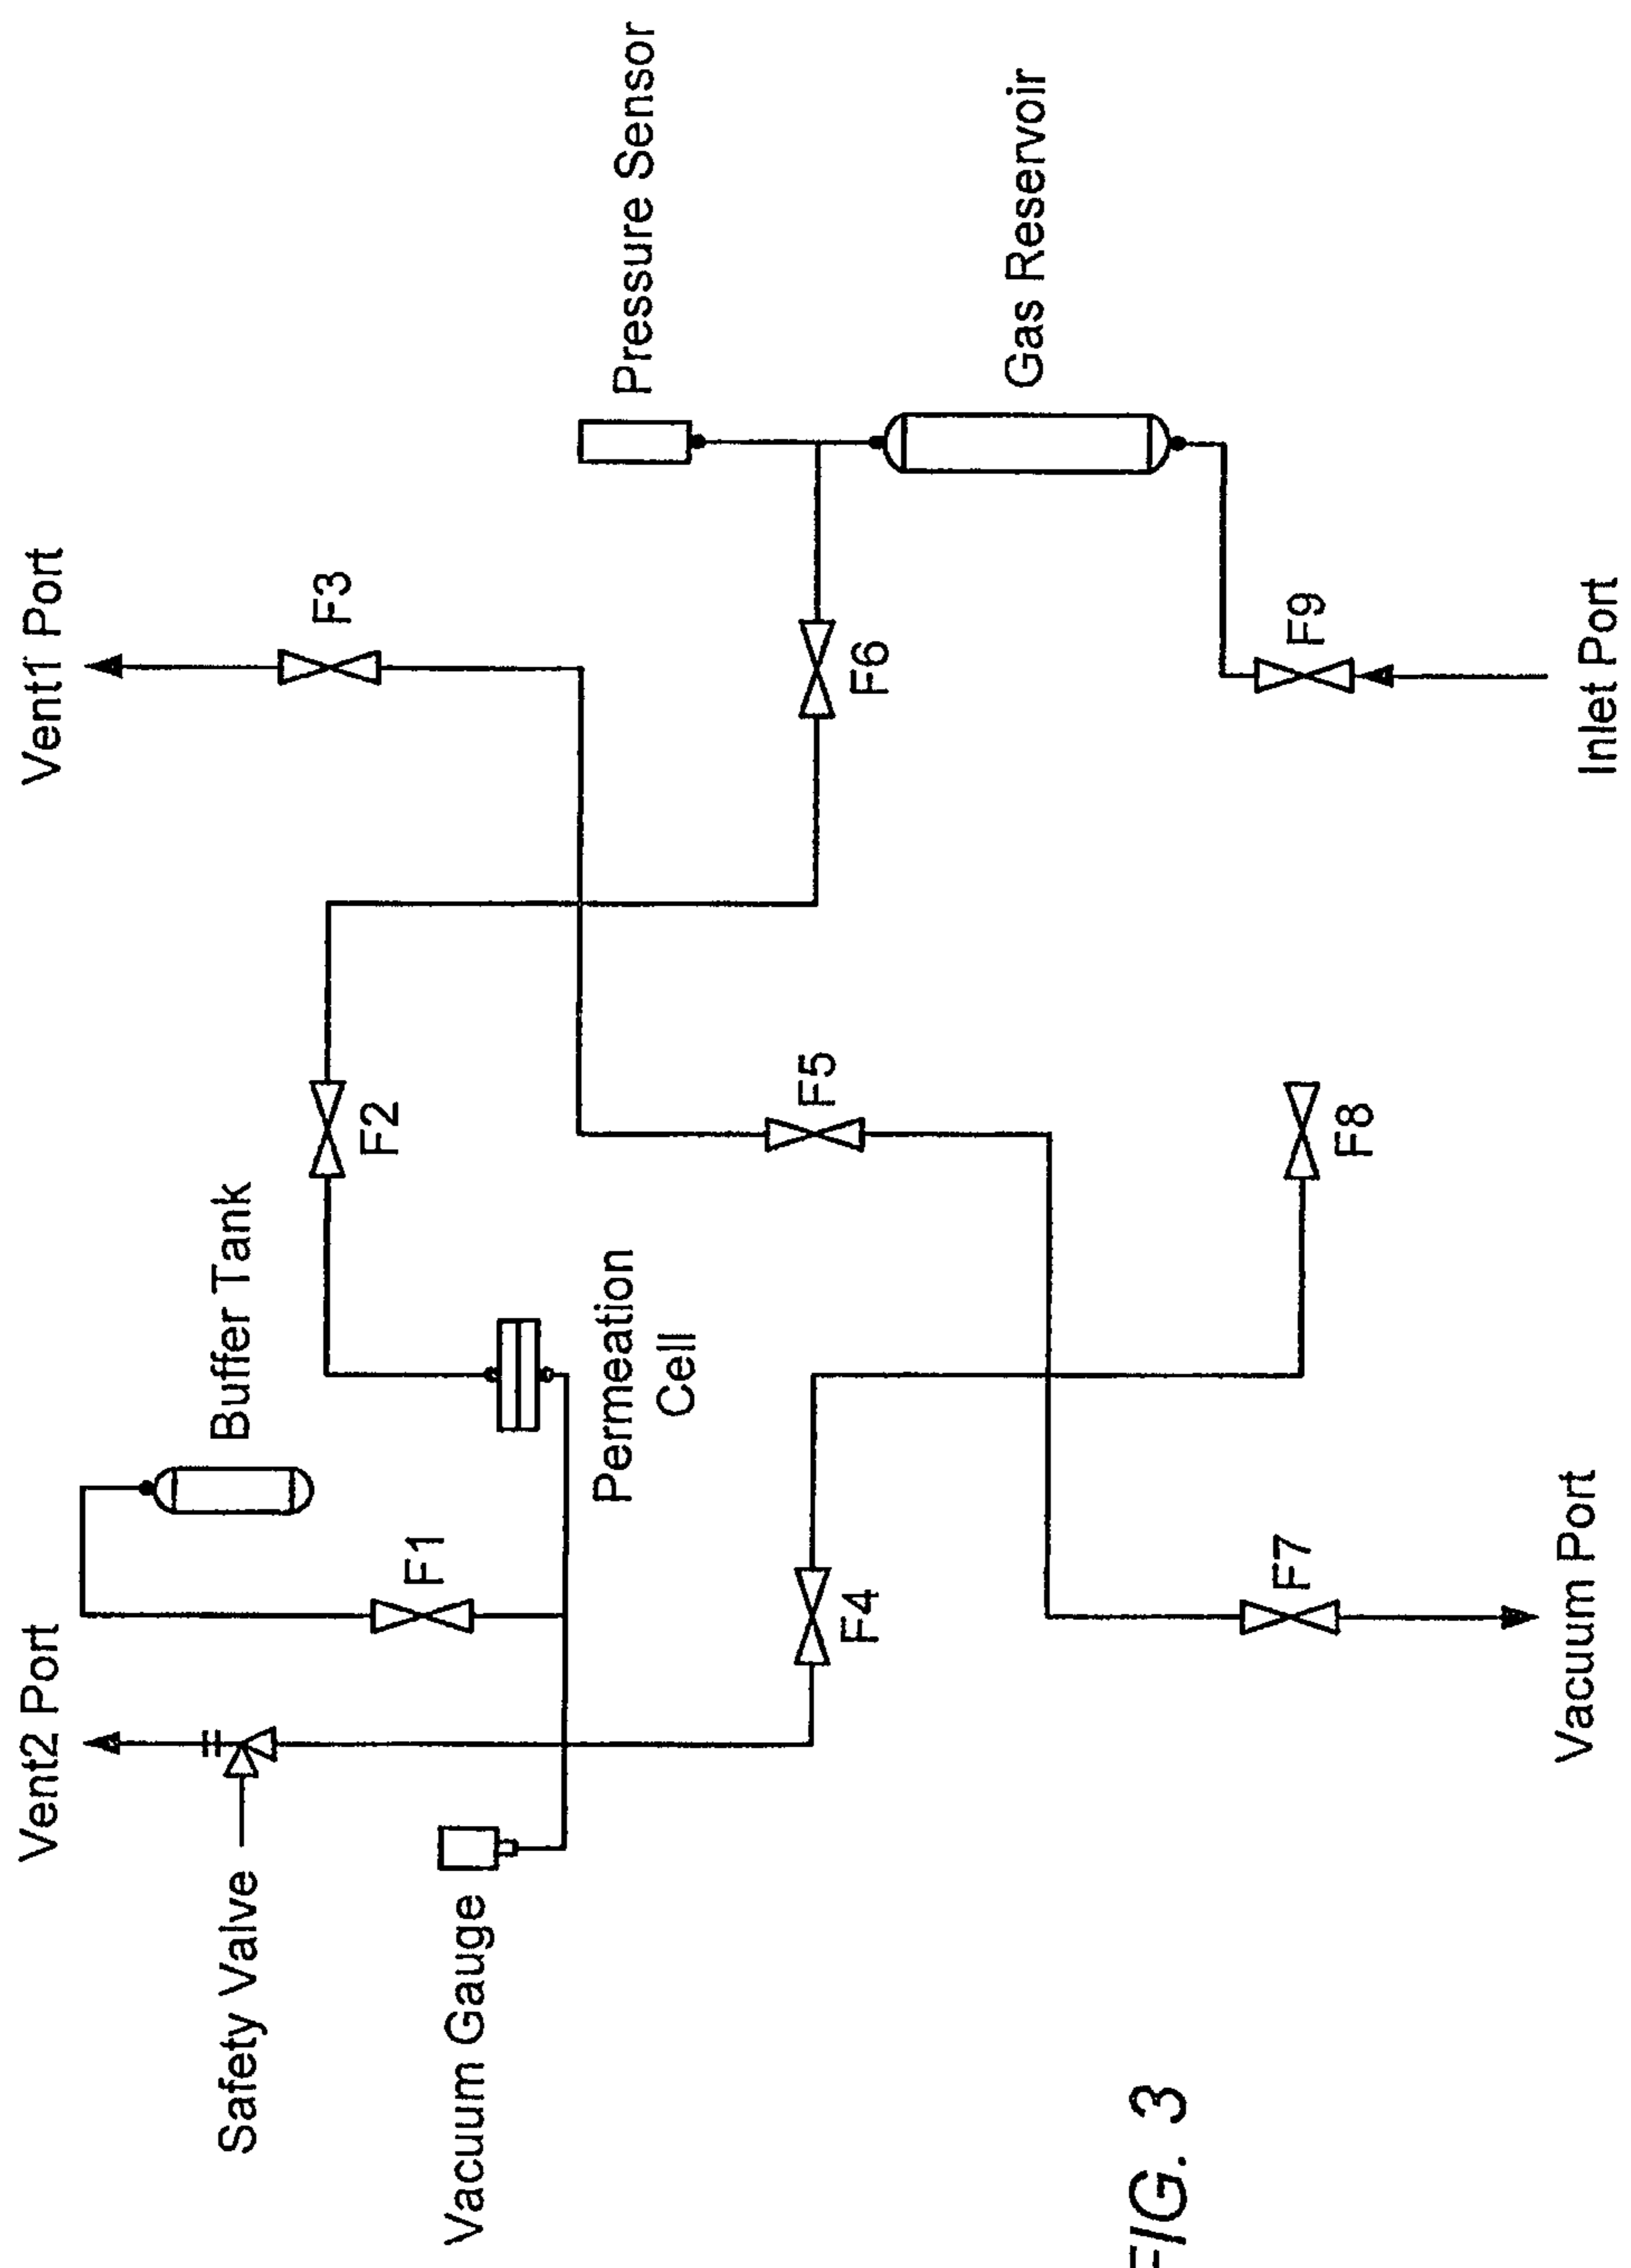 Vent2 Port
Vent1 Port
Safety Valve
Buffer Tank
F3
F1
F2
Vacuum Gauge
Permeation
Cell
Pressure Sensor
F4
F5
F6
Gas Reservoir
F7
F8
F9
Vacuum Port
Inlet Port
FIG. 3